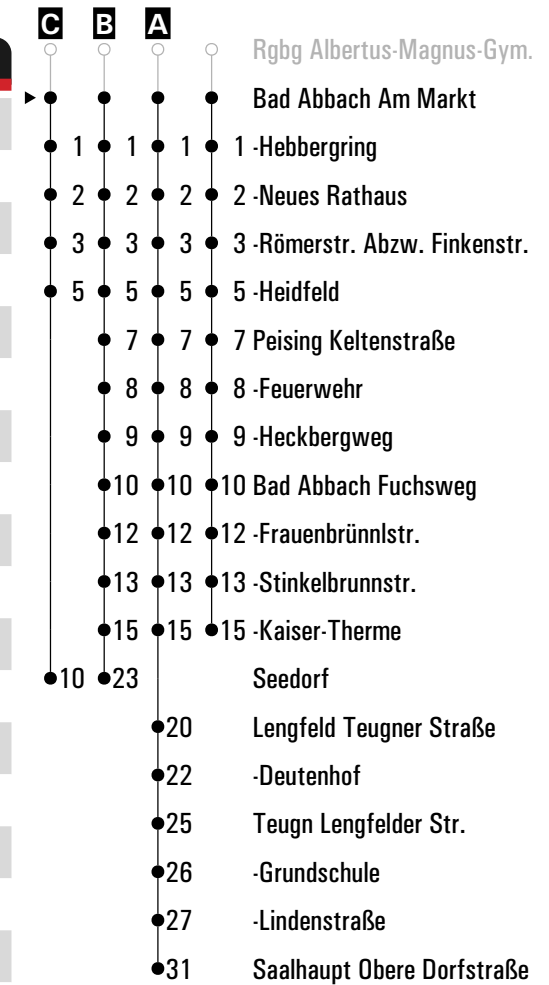 C B A
Rgbg Albertus-Magnus-Gym.
Bad Abbach Am Markt
1 1 1 1 -Hebbergring
2 2 2 2 -Neues Rathaus
3 3 3 3 -Römerstr. Abzw. Finkenstr.
5 5 5 5 -Heidfeld
7 7 7 Peising Keltenstraße
8 8 8 -Feuerwehr
9 9 9 -Heckbergweg
10 10 10 Bad Abbach Fuchsweg
12 12 12 -Frauenbrünnlstr.
13 13 13 -Stinkelbrunnstr.
15 15 15 -Kaiser-Therme
10 23 Seedorf
20 Lengfeld Teugner Straße
22 -Deutenhof
25 Teugn Lengfelder Str.
26 -Grundschule
27 -Lindenstraße
31 Saalhaupt Obere Dorfstraße